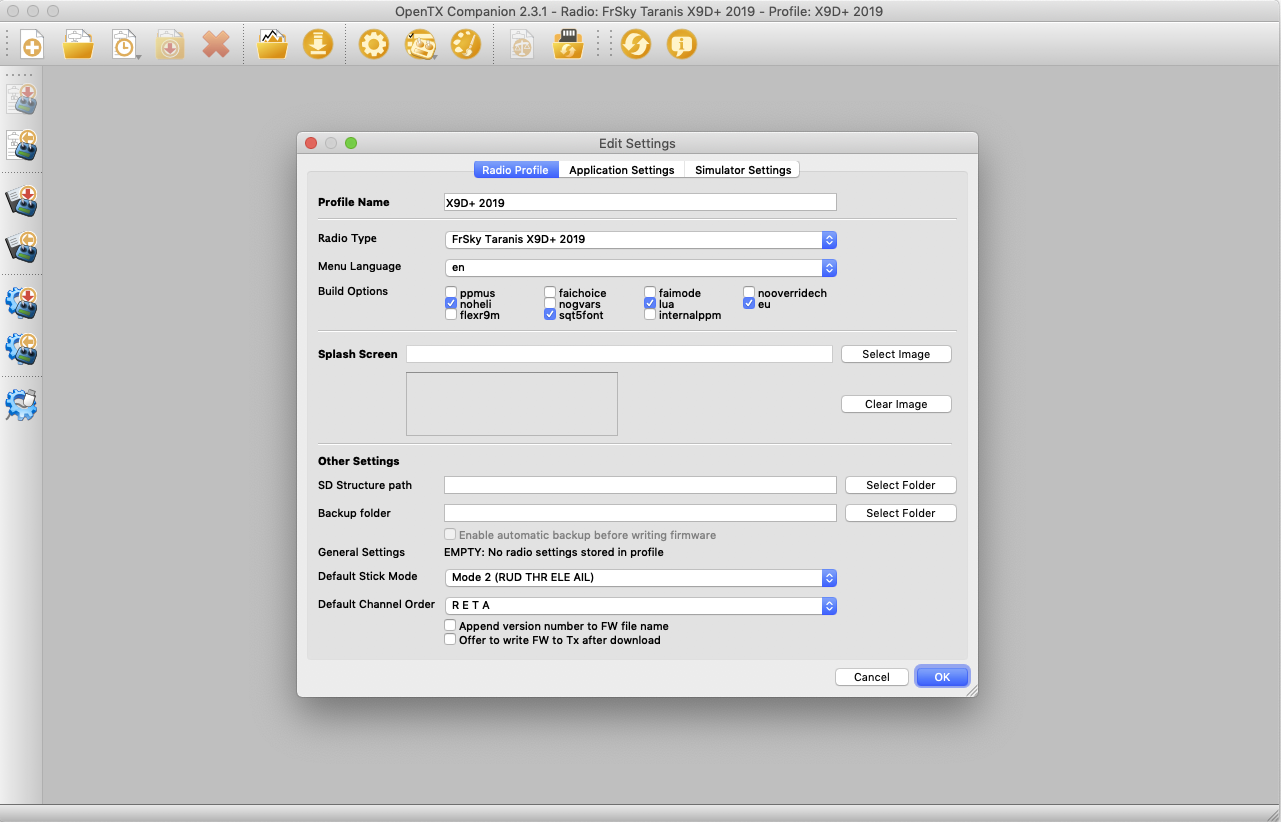 OpenTX Companion 2.3.1 - Radio: FrSky Taranis X9D+ 2019 - Profile: X9D+ 2019
Edit Settings
Radio Profile Application Settings Simulator Settings
Profile Name X9D+ 2019
Radio Type FrSky Taranis X9D+ 2019
Menu Language en
Build Options ppmus faichoice faimode nooverridech
noheli nogvars lua eu
flexr9m sqt5font internalppm
Splash Screen Select Image
Clear Image
Other Settings
SD Structure path Select Folder
Backup folder Select Folder
Enable automatic backup before writing firmware
General Settings EMPTY: No radio settings stored in profile
Default Stick Mode Mode 2 (RUD THR ELE AIL)
Default Channel Order R E T A
Append version number to FW file name
Offer to write FW to Tx after download
Cancel OK